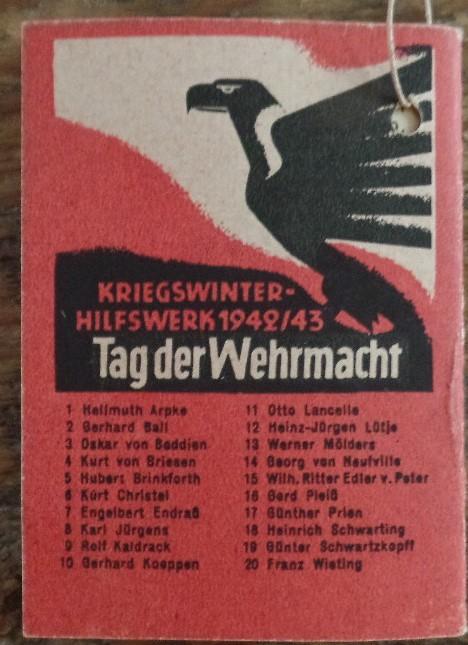 KRIEGSWINTER-
HILFSWERK 1942/43
Tag der Wehrmacht
1 Hellmuth Arpke
2 Gerhard Ball
3 Oskar von Boddien
4 Kurt von Briesen
5 Hubert Brinkforth
6 Kurt Christel
7 Engelbert Endraß
8 Karl Jürgens
9 Rolf Kaldrack
10 Gerhard Koeppen
11 Otto Lancelle
12 Heinz-Jürgen Lütje
13 Werner Mölders
14 Georg von Neufville
15 Wilh. Ritter Edler v. Peter
16 Gerd Pleiß
17 Günther Prien
18 Heinrich Schwarting
19 Günter Schwartzkopff
20 Franz Wieting